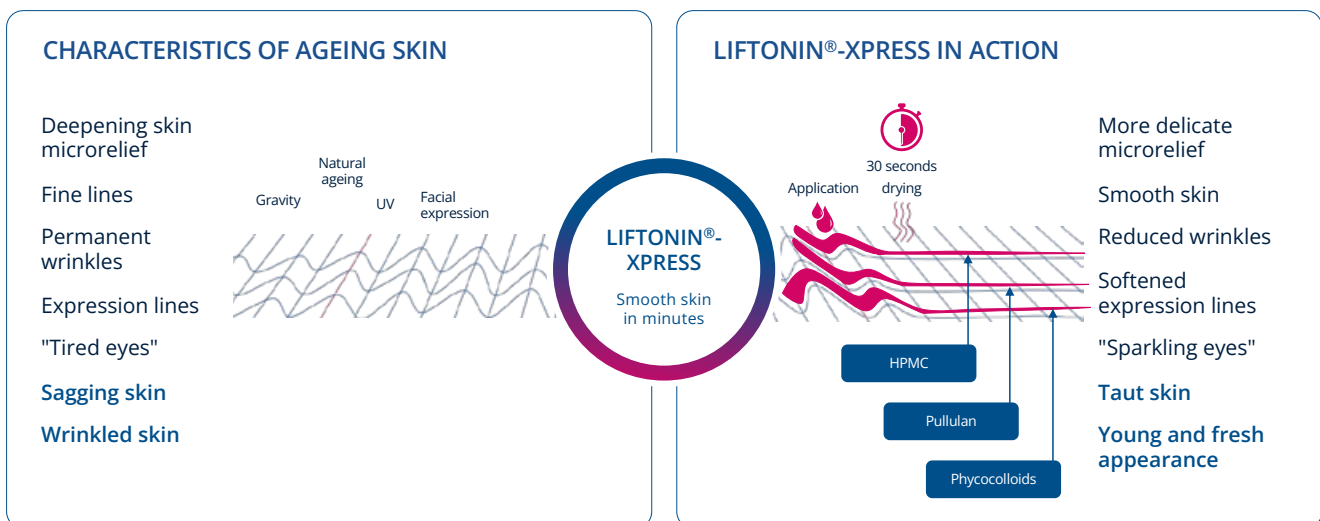 CHARACTERISTICS OF AGEING SKIN
Deepening skin
microrelief
Fine lines
Permanent
wrinkles
Expression lines
"Tired eyes"
Sagging skin
Wrinkled skin
Gravity
Natural
ageing
UV
Facial
expression
LIFTONIN®-
XPRESS
Smooth skin
in minutes
LIFTONIN®-XPRESS IN ACTION
Application
30 seconds
drying
HPMC
Pullulan
Phycocolloids
More delicate
microrelief
Smooth skin
Reduced wrinkles
Softened
expression lines
"Sparkling eyes"
Taut skin
Young and fresh
appearance